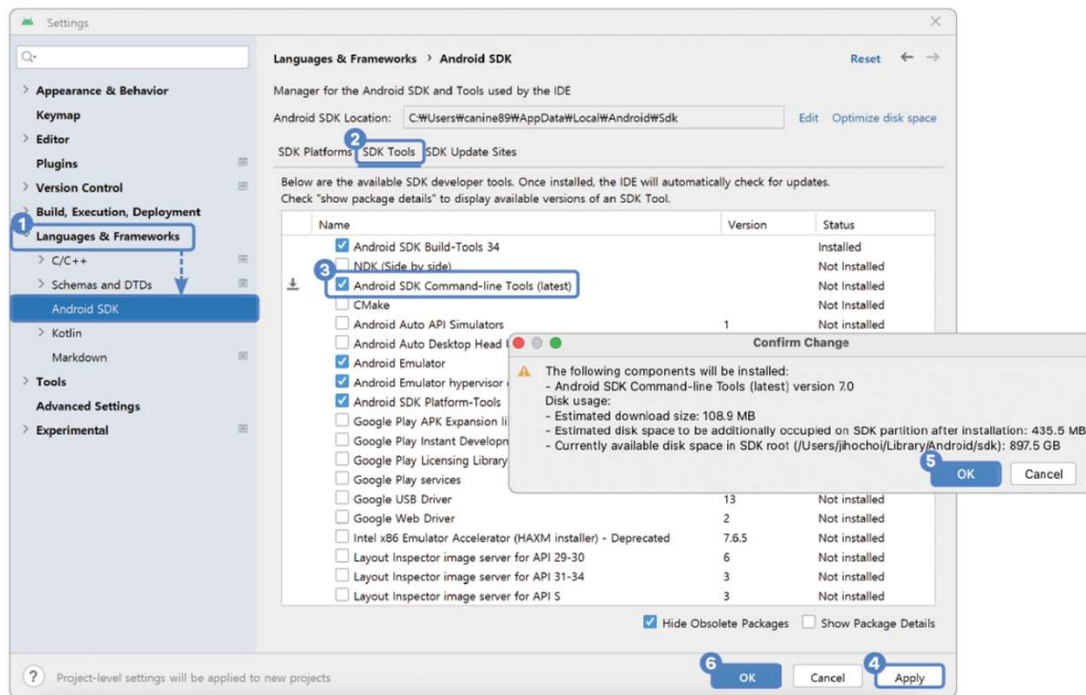 Settings
Languages & Frameworks > Android SDK
Reset
Appearance & Behavior
Manager for the Android SDK and Tools used by the IDE
Keymap
Android SDK Location: C:₩Users₩canine89₩AppData₩Local₩Android₩Sdk Edit Optimize disk space
Editor
2
Plugins
SDK Platforms SDK Tools SDK Update Sites
Version Control
Below are the available SDK developer tools. Once installed, the IDE will automatically check for updates.
Check "show package details" to display available versions of an SDK Tool.
Build, Execution, Deployment
1
Languages & Frameworks
C/C++
Schemas and DTDs
Android SDK
Kotlin
Markdown
Tools
Advanced Settings
Experimental
Name Version Status
Android SDK Build-Tools 34 Installed
NDK (Side by side) Not Installed
3
Android SDK Command-line Tools (latest) Not Installed
CMake Not Installed
Android Auto API Simulators 1 Not installed
Android Auto Desktop Head
Android Emulator
Android Emulator hypervisor
Android SDK Platform-Tools
Google Play APK Expansion li
Google Play Instant Developm
Google Play Licensing Library
Google Play services
Google USB Driver 13 Not installed
Google Web Driver 2 Not installed
Intel x86 Emulator Accelerator (HAXM installer) - Deprecated 7.6.5 Not installed
Layout Inspector image server for API 29-30 6 Not installed
Layout Inspector image server for API 31-34 3 Not installed
Layout Inspector image server for API S 3 Not installed
Confirm Change
The following components will be installed:
- Android SDK Command-line Tools (latest) version 7.0
Disk usage:
- Estimated download size: 108.9 MB
- Estimated disk space to be additionally occupied on SDK partition after installation: 435.5 MB
- Currently available disk space in SDK root (/Users/jihochoi/Library/Android/sdk): 897.5 GB
5
OK Cancel
Hide Obsolete Packages Show Package Details
6 4
? Project-level settings will be applied to new projects OK Cancel Apply